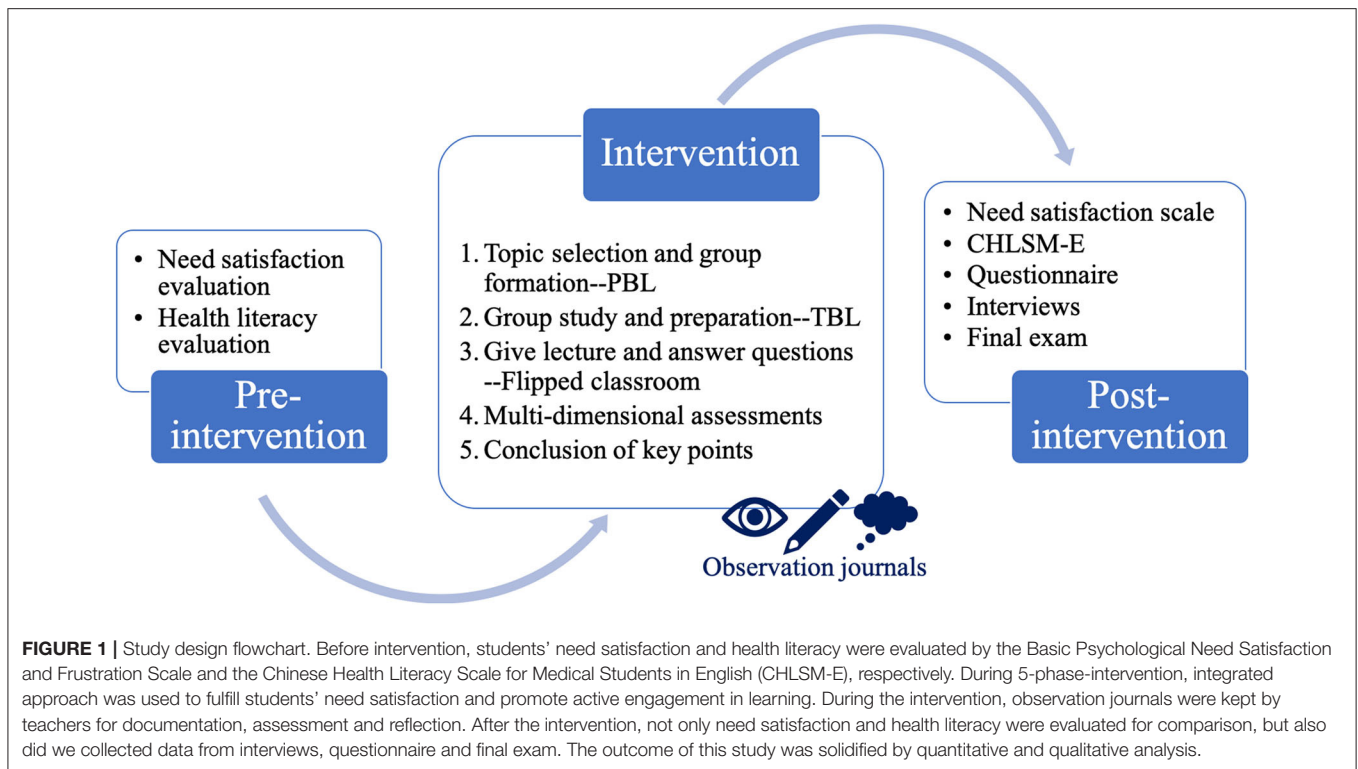 Intervention
• Need satisfaction
evaluation
• Health literacy
evaluation
Pre-
intervention
1. Topic selection and group
formation--PBL
2. Group study and preparation--TBL
3. Give lecture and answer questions
--Flipped classroom
4. Multi-dimensional assessments
5. Conclusion of key points
Observation journals
• Need satisfaction scale
• CHLSM-E
• Questionnaire
• Interviews
• Final exam
Post-
intervention
FIGURE 1 | Study design flowchart. Before intervention, students' need satisfaction and health literacy were evaluated by the Basic Psychological Need Satisfaction
and Frustration Scale and the Chinese Health Literacy Scale for Medical Students in English (CHLSM-E), respectively. During 5-phase-intervention, integrated
approach was used to fulfill students' need satisfaction and promote active engagement in learning. During the intervention, observation journals were kept by
teachers for documentation, assessment and reflection. After the intervention, not only need satisfaction and health literacy were evaluated for comparison, but also
did we collected data from interviews, questionnaire and final exam. The outcome of this study was solidified by quantitative and qualitative analysis.